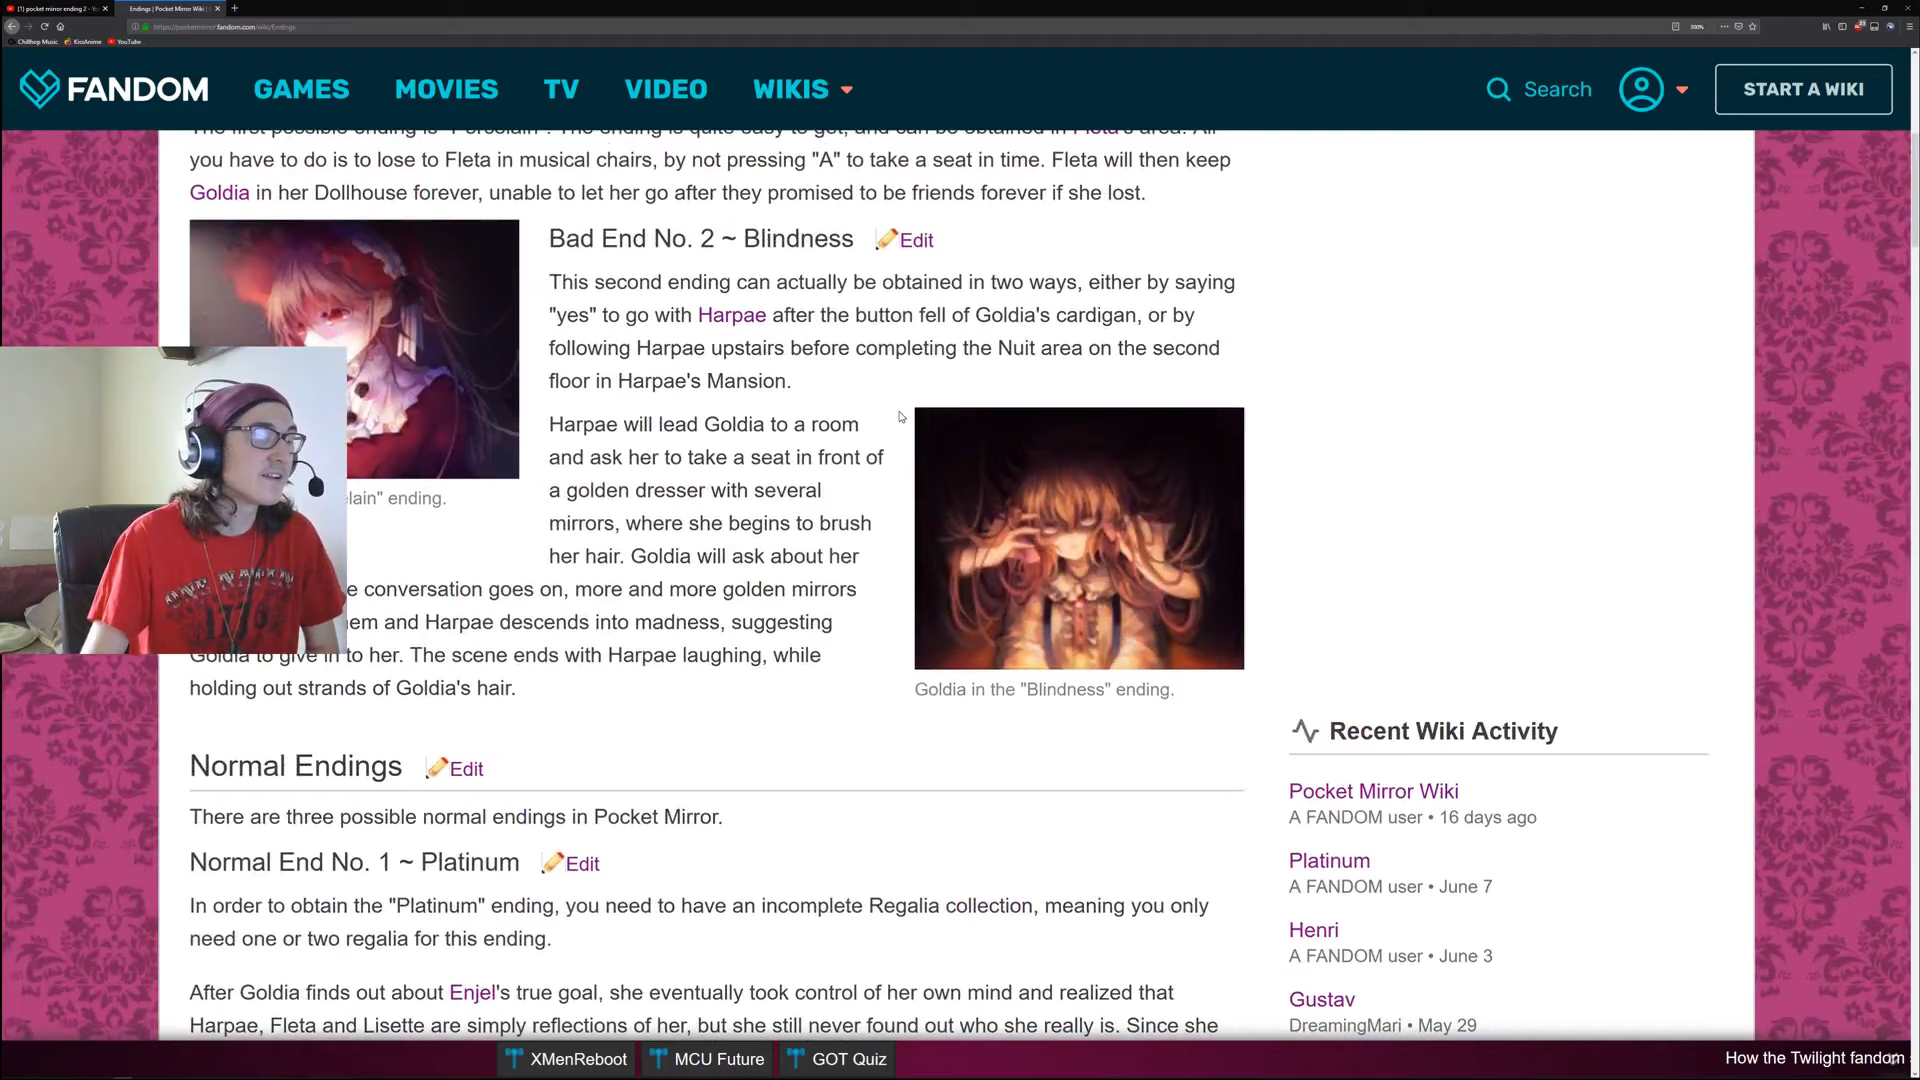 (1) pocket mirror ending 2 - You
Endings | Pocket Mirror Wiki |
https://pocketmirror.fandom.com/wiki/Endings
300%
Chillhop Music KissAnime YouTube
FANDOM GAMES MOVIES TV VIDEO WIKIS Search START A WIKI
The first possible ending is "Porcelain". The ending is quite easy to get, and can be obtained in Fleta's area. All
you have to do is to lose to Fleta in musical chairs, by not pressing "A" to take a seat in time. Fleta will then keep
Goldia in her Dollhouse forever, unable to let her go after they promised to be friends forever if she lost.
Bad End No. 2 ~ Blindness Edit
This second ending can actually be obtained in two ways, either by saying
"yes" to go with Harpae after the button fell of Goldia's cardigan, or by
following Harpae upstairs before completing the Nuit area on the second
floor in Harpae's Mansion.
Harpae will lead Goldia to a room
and ask her to take a seat in front of
a golden dresser with several
mirrors, where she begins to brush
her hair. Goldia will ask about her
e conversation goes on, more and more golden mirrors
em and Harpae descends into madness, suggesting
Goldia to give in to her. The scene ends with Harpae laughing, while
holding out strands of Goldia's hair.
lain" ending.
Goldia in the "Blindness" ending.
Normal Endings Edit
There are three possible normal endings in Pocket Mirror.
Normal End No. 1 ~ Platinum Edit
In order to obtain the "Platinum" ending, you need to have an incomplete Regalia collection, meaning you only
need one or two regalia for this ending.
After Goldia finds out about Enjel's true goal, she eventually took control of her own mind and realized that
Harpae, Fleta and Lisette are simply reflections of her, but she still never found out who she really is. Since she
Recent Wiki Activity
Pocket Mirror Wiki
A FANDOM user • 16 days ago
Platinum
A FANDOM user • June 7
Henri
A FANDOM user • June 3
Gustav
DreamingMari • May 29
XMenReboot MCU Future GOT Quiz
How the Twilight fandom